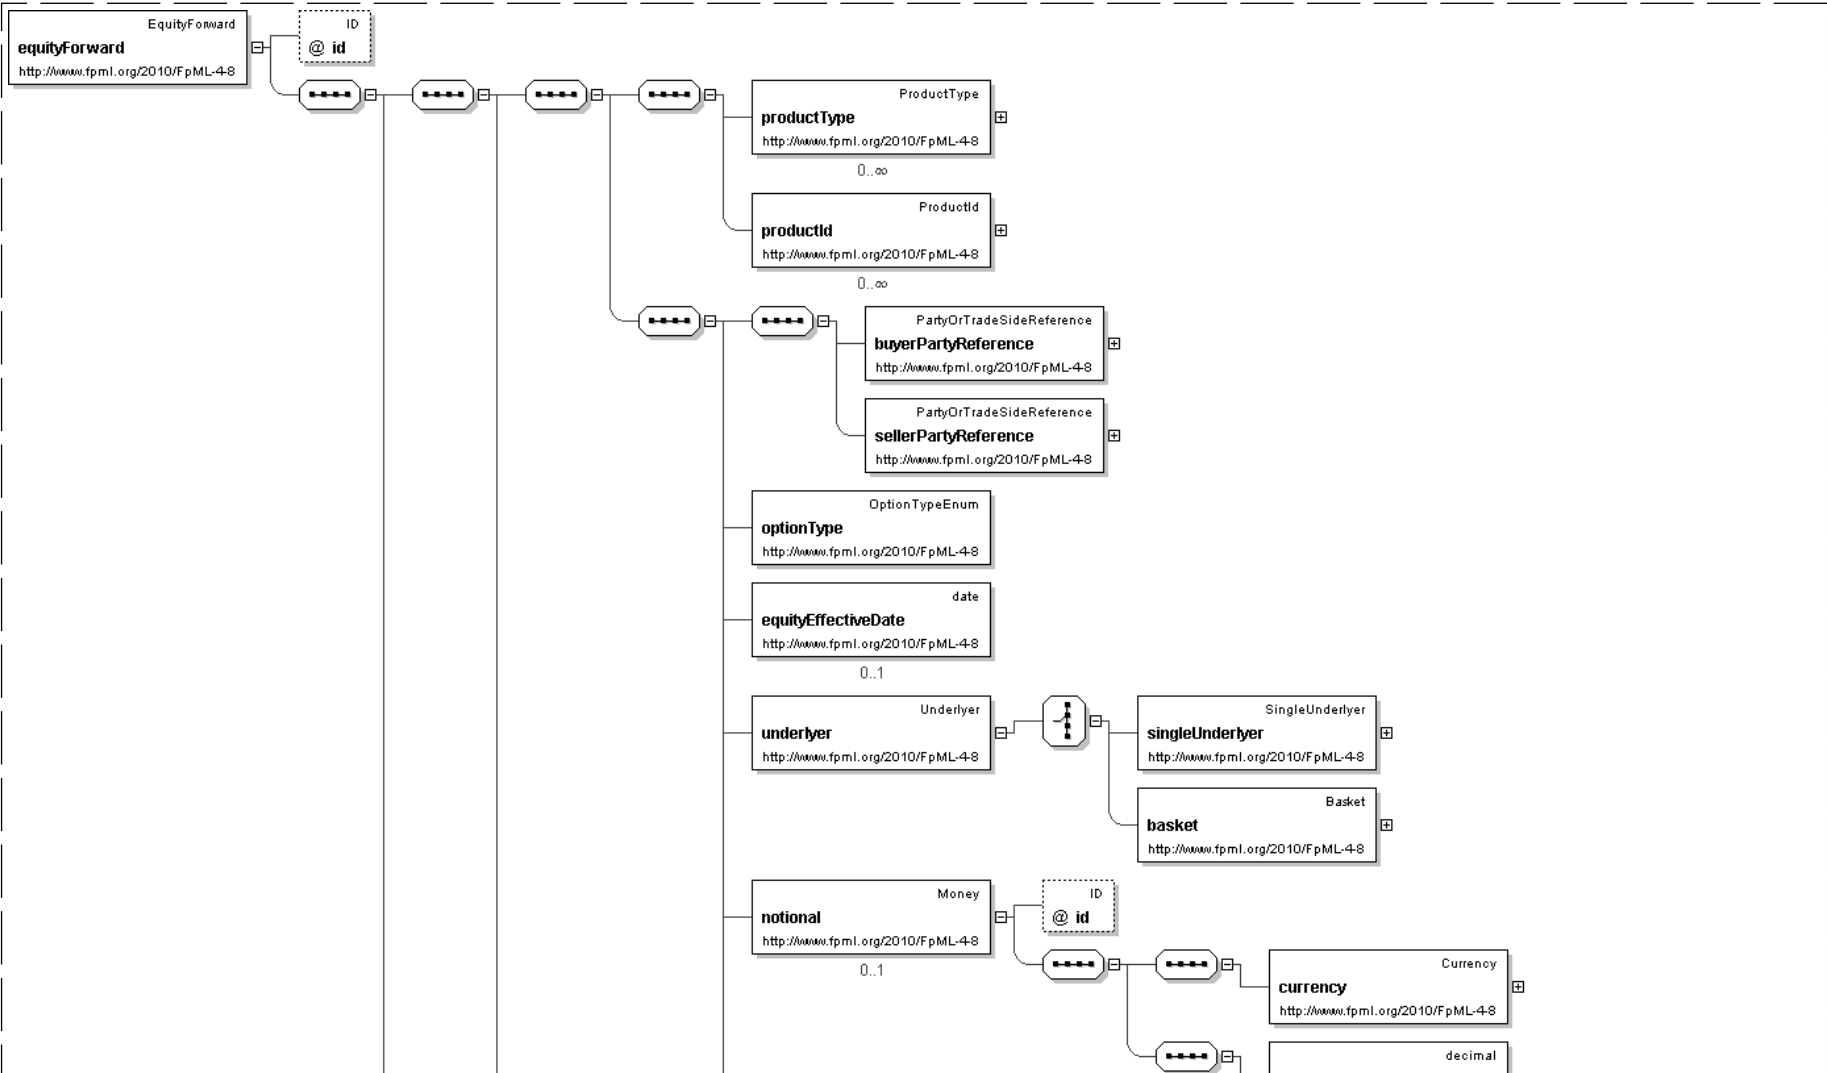 EquityForward
equityForward
http://www.fpml.org/2010/FpML-4-8
ID
@ id
ProductType
productType
http://www.fpml.org/2010/FpML-4-8
0..∞
ProductId
productId
http://www.fpml.org/2010/FpML-4-8
0..∞
PartyOrTradeSideReference
buyerPartyReference
http://www.fpml.org/2010/FpML-4-8
PartyOrTradeSideReference
sellerPartyReference
http://www.fpml.org/2010/FpML-4-8
OptionTypeEnum
optionType
http://www.fpml.org/2010/FpML-4-8
date
equityEffectiveDate
http://www.fpml.org/2010/FpML-4-8
0..1
Underlyer
underlyer
http://www.fpml.org/2010/FpML-4-8
SingleUnderlyer
singleUnderlyer
http://www.fpml.org/2010/FpML-4-8
Basket
basket
http://www.fpml.org/2010/FpML-4-8
Money
notional
http://www.fpml.org/2010/FpML-4-8
0..1
ID
@ id
Currency
currency
http://www.fpml.org/2010/FpML-4-8
decimal